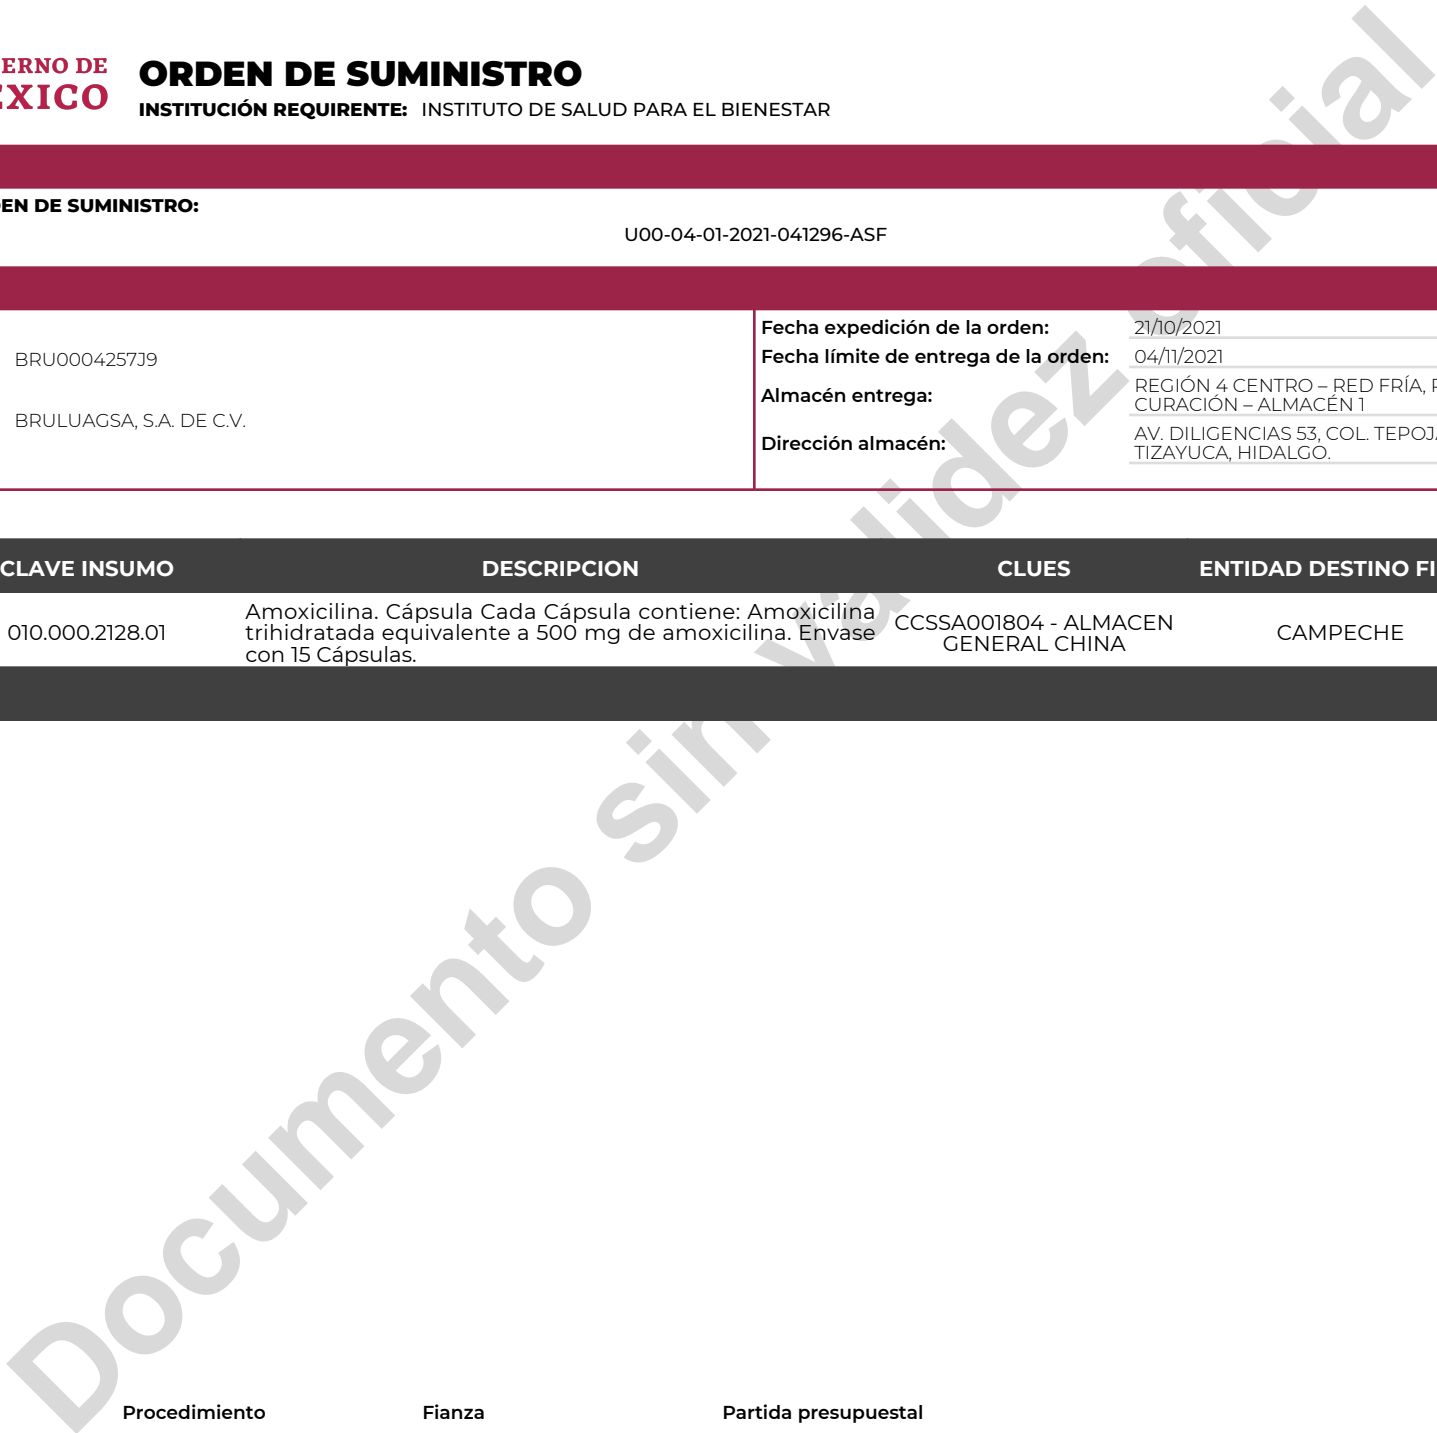 ERNO DE
EXICO
ORDEN DE SUMINISTRO
INSTITUCIÓN REQUIRENTE: INSTITUTO DE SALUD PARA EL BIENESTAR
EN DE SUMINISTRO:
U00-04-01-2021-041296-ASF
BRU0004257J9
BRULUAGSA, S.A. DE C.V.
Fecha expedición de la orden: 21/10/2021
Fecha límite de entrega de la orden: 04/11/2021
Almacén entrega: REGIÓN 4 CENTRO – RED FRÍA,
CURACIÓN – ALMACÉN 1
Dirección almacén: AV. DILIGENCIAS 53, COL. TEPOJ
TIZAYUCA, HIDALGO.
CLAVE INSUMO DESCRIPCION CLUES ENTIDAD DESTINO FI
010.000.2128.01
Amoxicilina. Cápsula Cada Cápsula contiene: Amoxicilina
trihidratada equivalente a 500 mg de amoxicilina. Envase
con 15 Cápsulas.
CCSSA001804 - ALMACEN
GENERAL CHINA
CAMPECHE
Documento sin validez oficial
Procedimiento Fianza Partida presupuestal